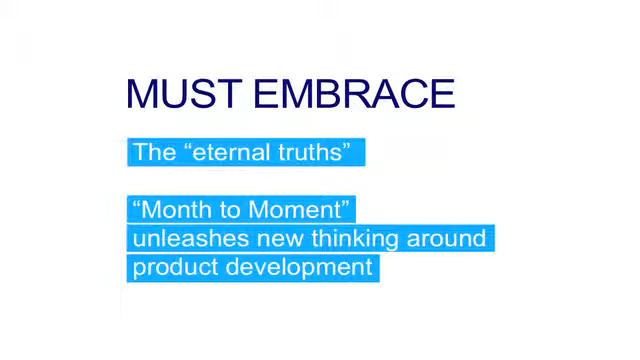 MUST EMBRACE
The “eternal truths”
“Month to Moment”
unleashes new thinking around
product development